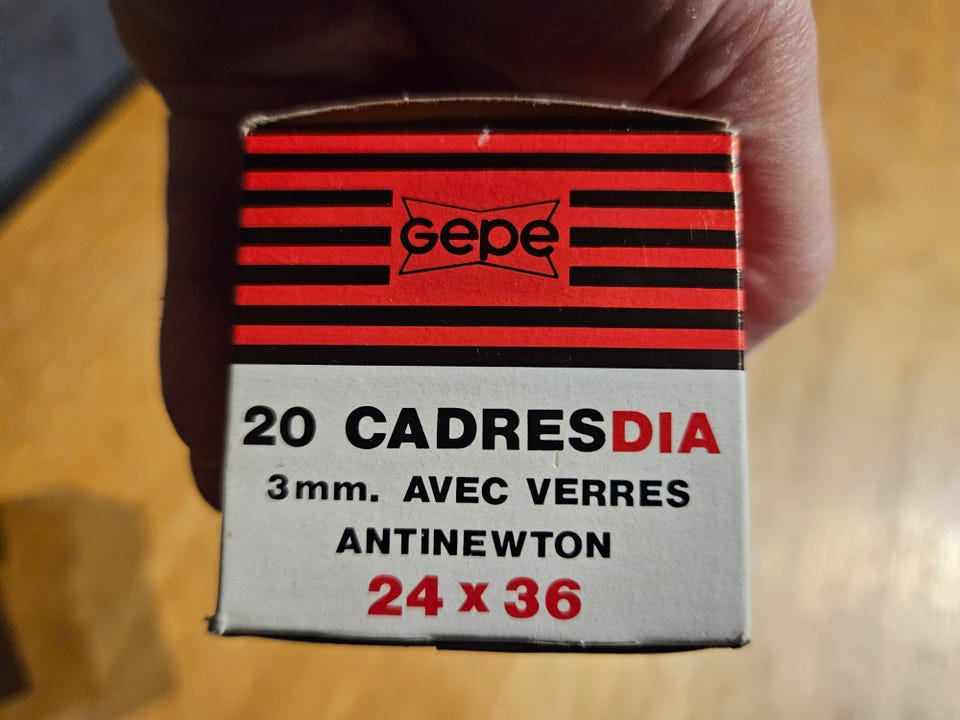 Gepe
20 CADRESDIA
3mm. AVEC VERRES
ANTINEWTON
24 x 36